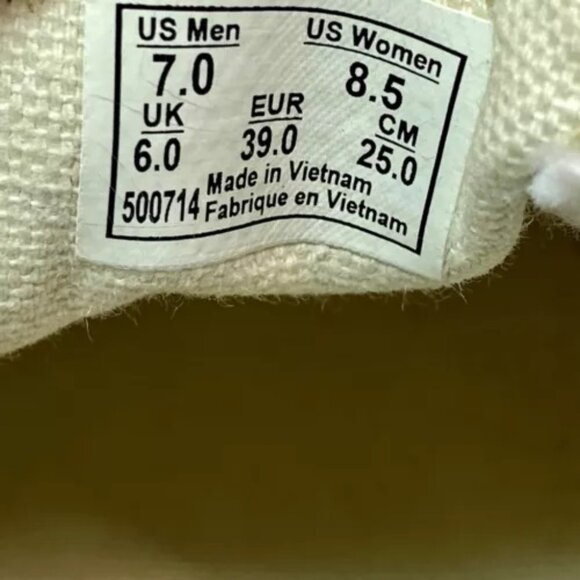 US Men US Women
7.0 8.5
UK EUR CM
6.0 39.0 25.0
Made in Vietnam
500714 Fabrique en Vietnam